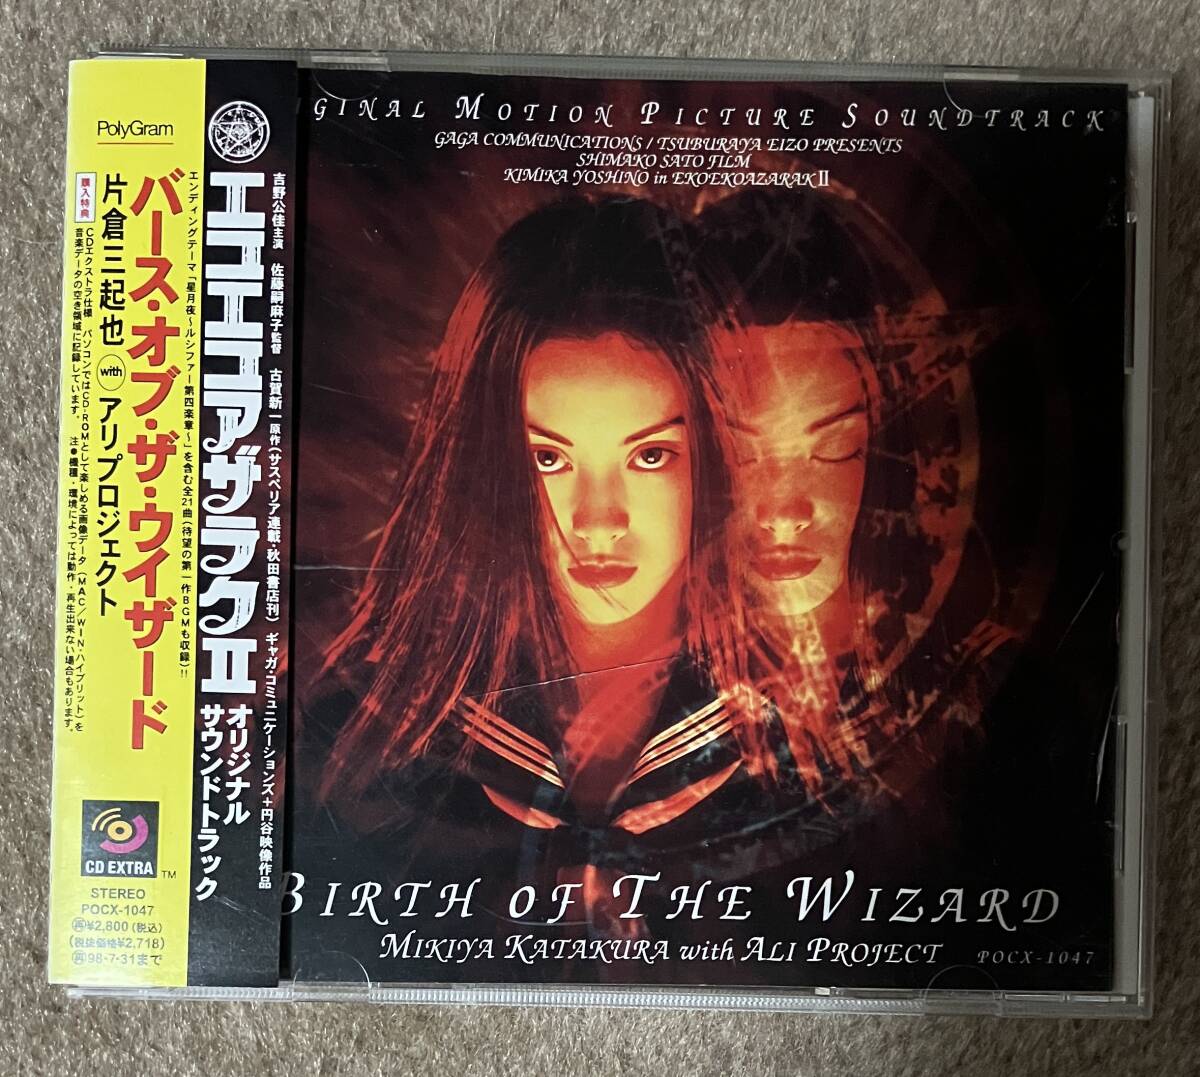 PolyGram
バース・オブ・ザ・ウイザード
片倉三起也 with アリプロジェクト
購入特典
CDエクストラ仕様 パソコンではCD-ROMとして楽しめる画像データ(MAC/WIN・ハイブリット)を
音楽データの空き領域に記録しています。 注●機種・環境によっては動作・再生出来ない場合もあります。
CD EXTRA
TM
STEREO
POCX-1047
再¥2,800(税込)
(税抜価格¥2,718)
再98・7・31まで
吉野公佳主演 佐藤嗣麻子監督 古賀新一原作(サスペリア連載・秋田書店刊) ギャガ・コミュニケーションズ+円谷映像作品
エコエコアザラクII
オリジナル
サウンドトラック
エンディングテーマ「星月夜〜ルシファー第四楽章〜」を含む全21曲(待望の第一作BGMも収録)!!
GINAL MOTION PICTURE SOUNDTRACK
GAGA COMMUNICATIONS / TSUBURAYA EIZO PRESENTS
SHIMAKO SATO FILM
KIMIKA YOSHINO in EKOEKOAZARAK II
BIRTH OF THE WIZARD
MIKIYA KATAKURA with ALI PROJECT
POCX-1047